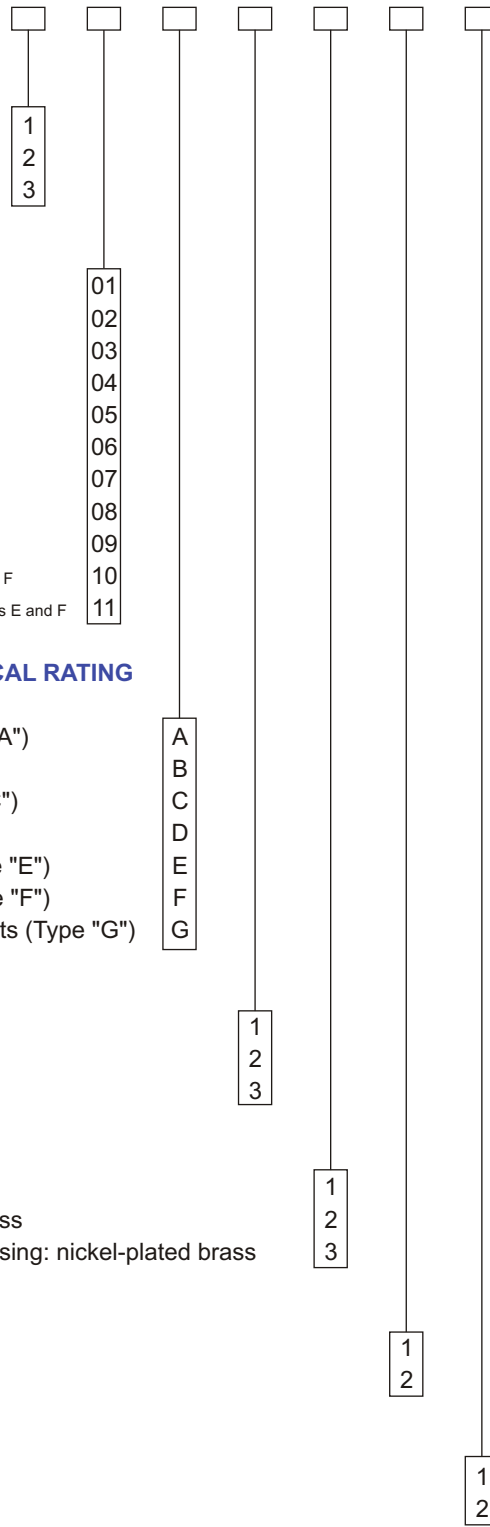 1
2
3
01
02
03
04
05
06
07
08
09
F 10
E and F 11
CAL RATING
A") A
B
") C
D
"E") E
"F") F
ts (Type "G") G
1
2
3
1
ss 2
sing: nickel-plated brass 3
1
2
1
2